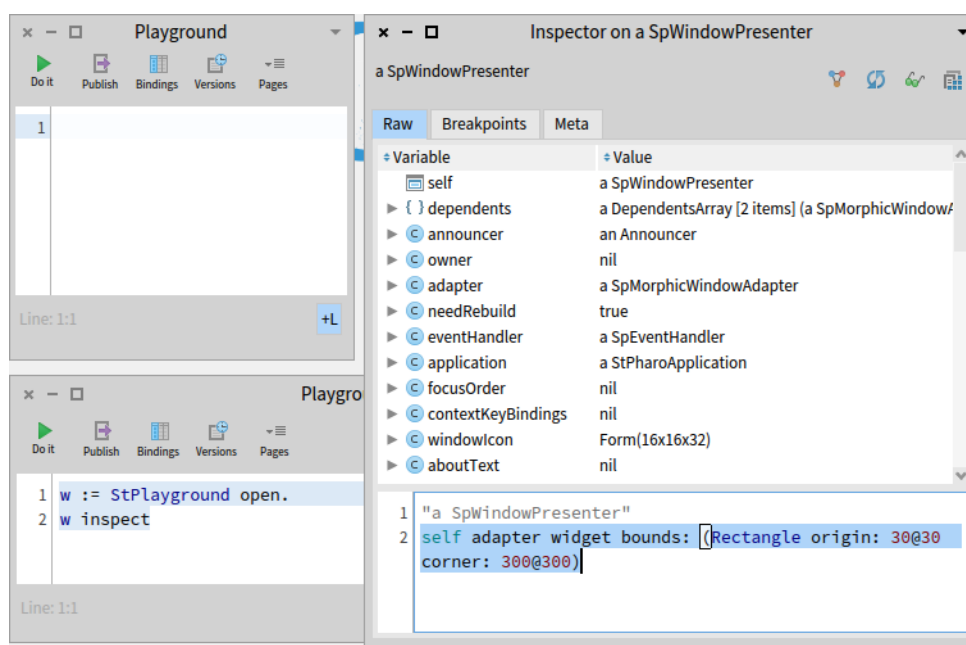 Playground
Do it Publish Bindings Versions Pages
1
Line: 1:1 +L
Playgro
Do it Publish Bindings Versions Pages
1 w := StPlayground open.
2 w inspect
Line: 1:1
Inspector on a SpWindowPresenter
a SpWindowPresenter
Raw Breakpoints Meta
Variable Value
self a SpWindowPresenter
{ } dependents a DependentsArray [2 items] (a SpMorphicWindowA
C announcer an Announcer
C owner nil
C adapter a SpMorphicWindowAdapter
C needRebuild true
C eventHandler a SpEventHandler
C application a StPharoApplication
C focusOrder nil
C contextKeyBindings nil
C windowIcon Form(16x16x32)
C aboutText nil
1 "a SpWindowPresenter"
2 self adapter widget bounds: (Rectangle origin: 30@30
corner: 300@300)